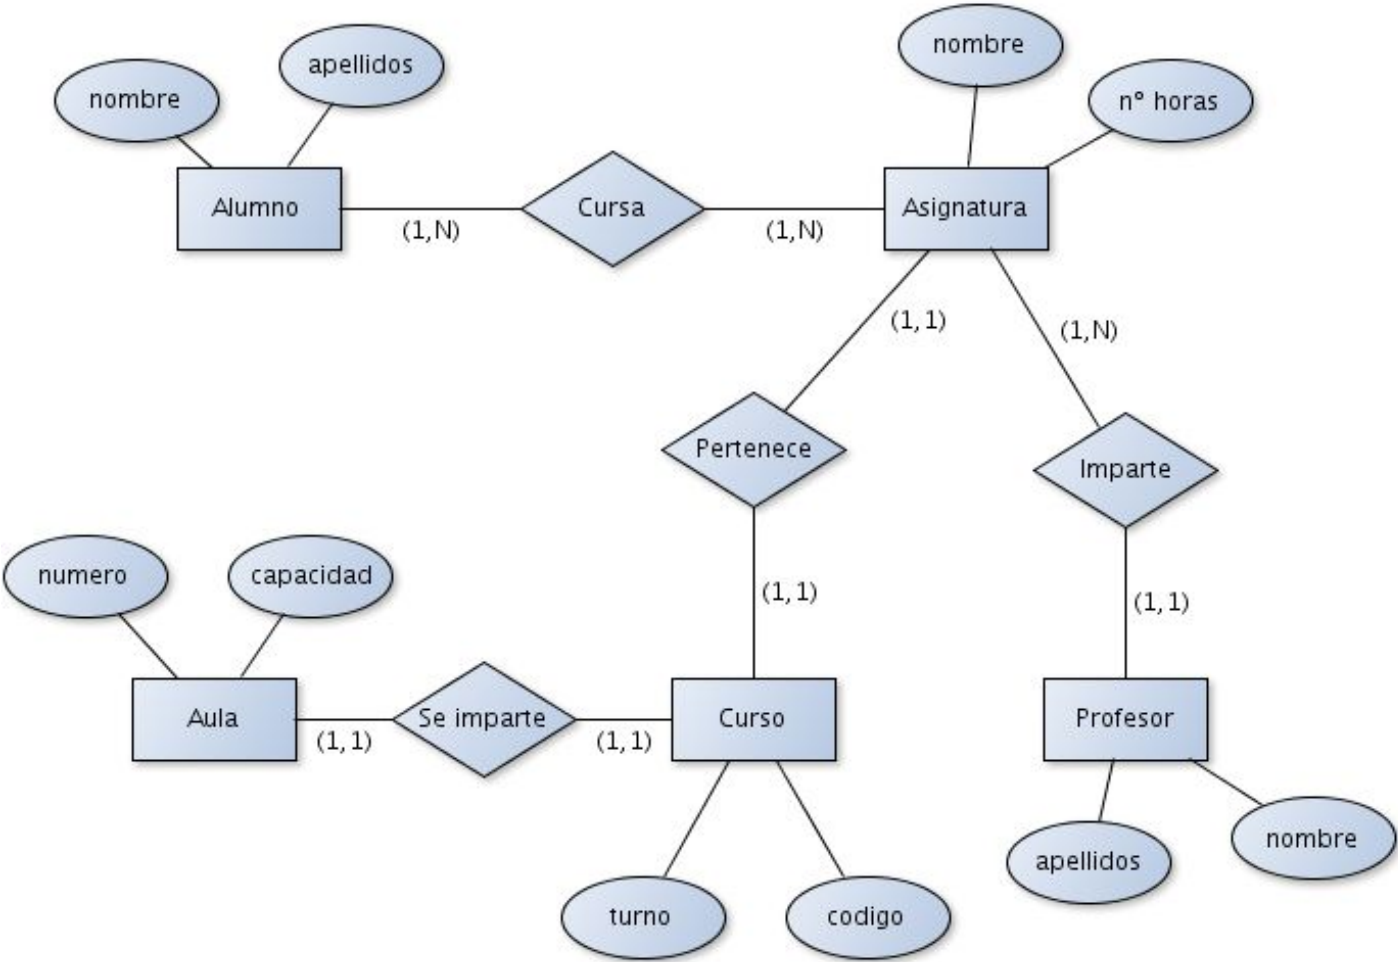 nombre
apellidos
nombre
n° horas
Alumno
Cursa
Asignatura
(1,N)
(1,N)
(1,1)
(1,N)
Pertenece
Imparte
numero
capacidad
(1,1)
(1,1)
Aula
Se imparte
Curso
Profesor
(1,1)
(1,1)
apellidos
nombre
turno
codigo